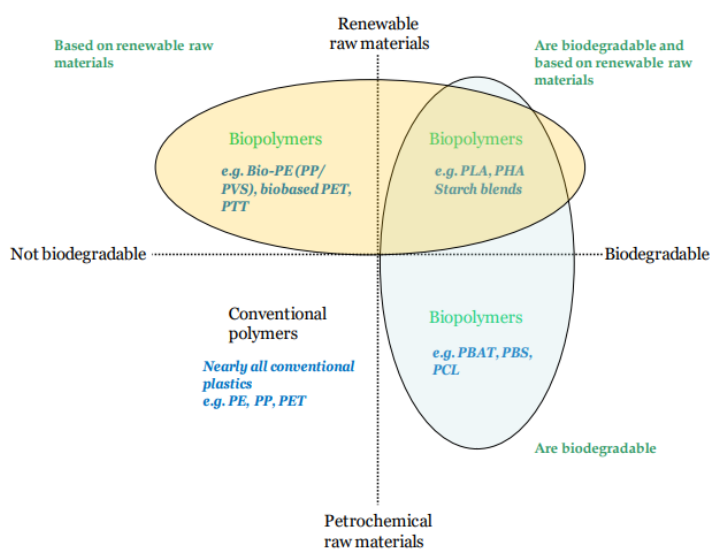 Renewable
raw materials
Based on renewable raw
materials
Are biodegradable and
based on renewable raw
materials
Biopolymers
e.g. Bio-PE (PP/
PVS), biobased PET,
PTT
Biopolymers
e.g. PLA, PHA
Starch blends
Not biodegradable
Biodegradable
Conventional
polymers
Nearly all conventional
plastics
e.g. PE, PP, PET
Biopolymers
e.g. PBAT, PBS,
PCL
Are biodegradable
Petrochemical
raw materials